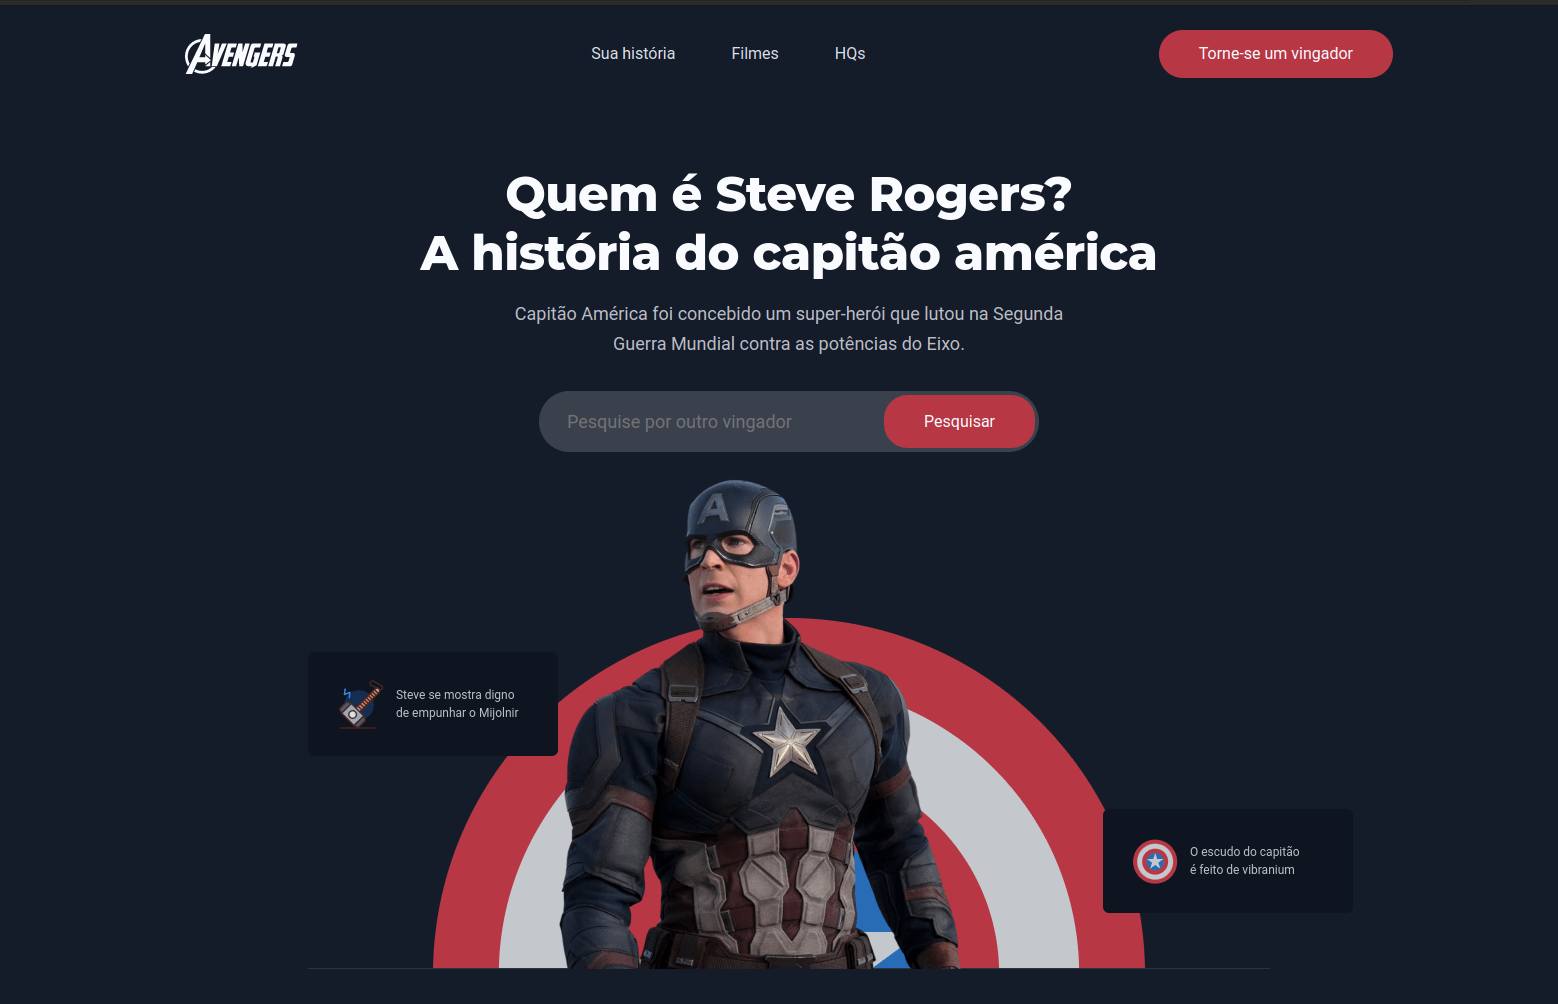 AVENGERS
Sua história
Filmes
HQs
Torne-se um vingador
Quem é Steve Rogers?
A história do capitão américa
Capitão América foi concebido um super-herói que lutou na Segunda
Guerra Mundial contra as potências do Eixo.
Pesquise por outro vingador
Pesquisar
A
Steve se mostra digno
de empunhar o Mijolnir
O escudo do capitão
é feito de vibranium